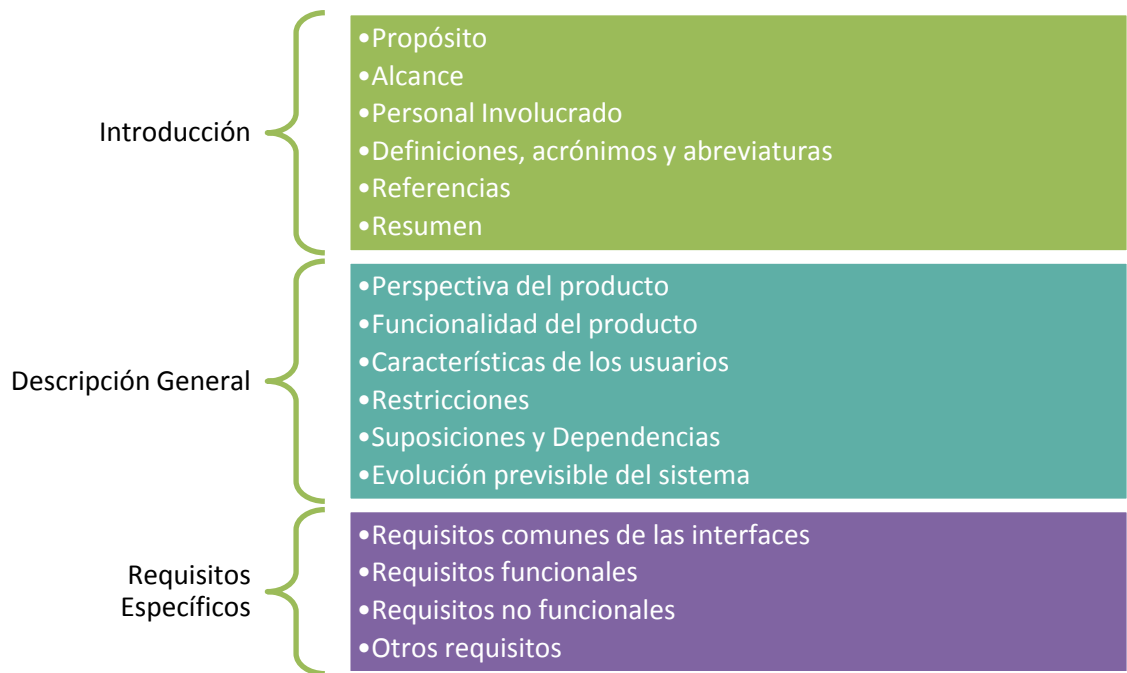 Introducción
•Propósito
•Alcance
•Personal Involucrado
•Definiciones, acrónimos y abreviaturas
•Referencias
•Resumen
Descripción General
•Perspectiva del producto
•Funcionalidad del producto
•Características de los usuarios
•Restricciones
•Suposiciones y Dependencias
•Evolución previsible del sistema
Requisitos
Específicos
•Requisitos comunes de las interfaces
•Requisitos funcionales
•Requisitos no funcionales
•Otros requisitos